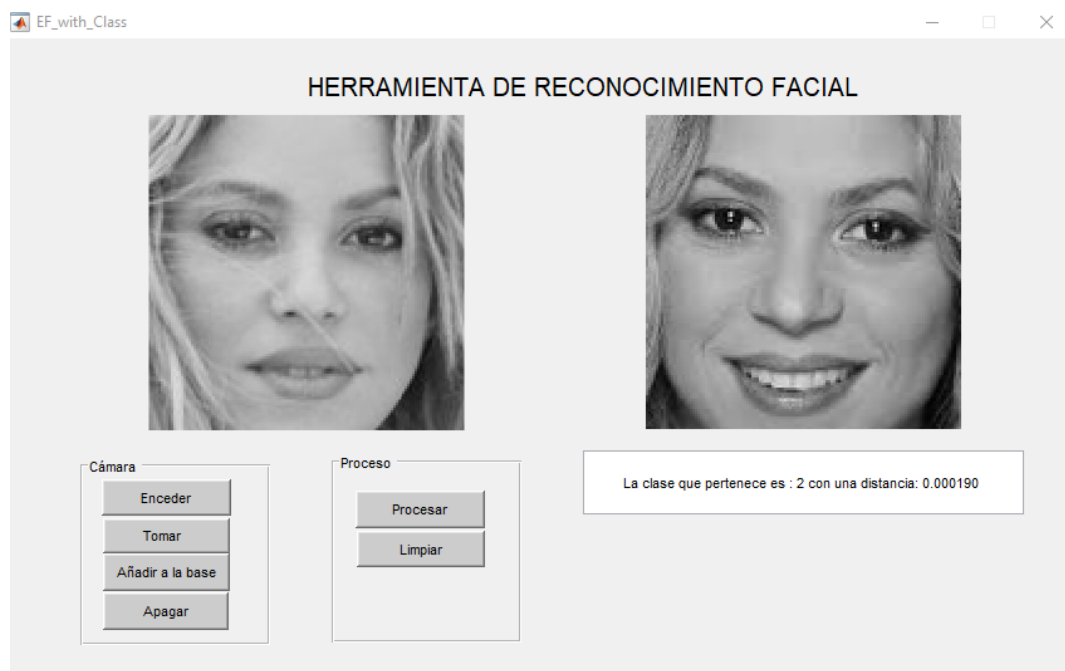 EF_with_Class
HERRAMIENTA DE RECONOCIMIENTO FACIAL
Cámara
Enceder
Tomar
Añadir a la base
Apagar
Proceso
Procesar
Limpiar
La clase que pertenece es : 2 con una distancia: 0.000190